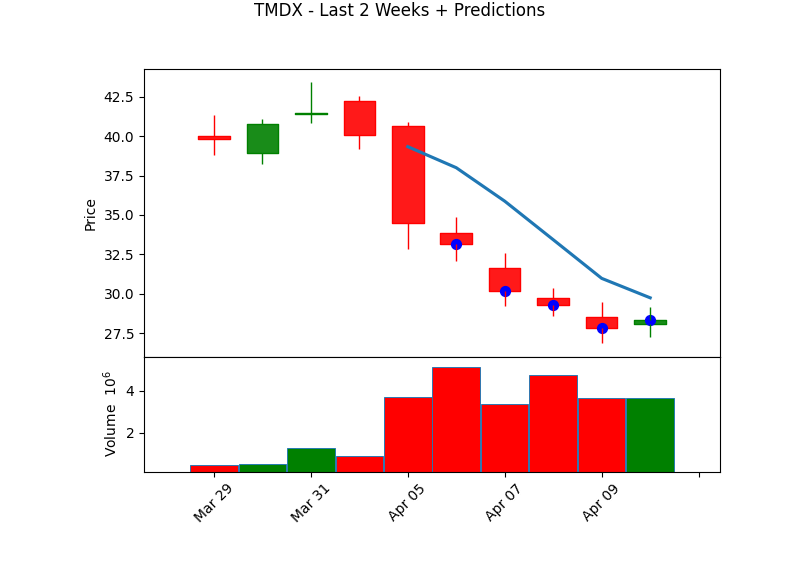 TMDX - Last 2 Weeks + Predictions
Price
42.5
40.0
37.5
35.0
32.5
30.0
27.5
Volume 10^6
4
2
Mar 29
Mar 31
Apr 05
Apr 07
Apr 09